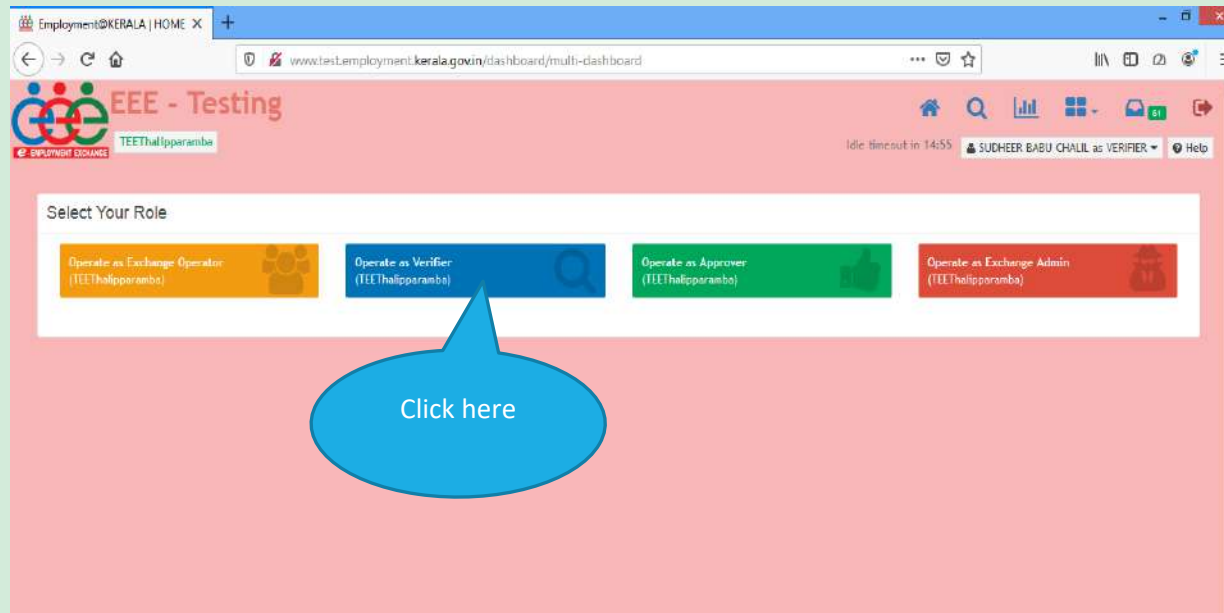 Employment@KERALA | HOME
www.test.employment.kerala.gov.in/dashboard/multi-dashboard
EEE - Testing
TEEThalipparamba
e EMPLOYMENT EXCHANGE
51
Idle timeout in 14:55
SUDHEER BABU CHALIL as VERIFIER
Help
Select Your Role
Operate as Exchange Operator
(TEEThalipparamba)
Operate as Verifier
(TEEThalipparamba)
Operate as Approver
(TEEThalipparamba)
Operate as Exchange Admin
(TEEThalipparamba)
Click here